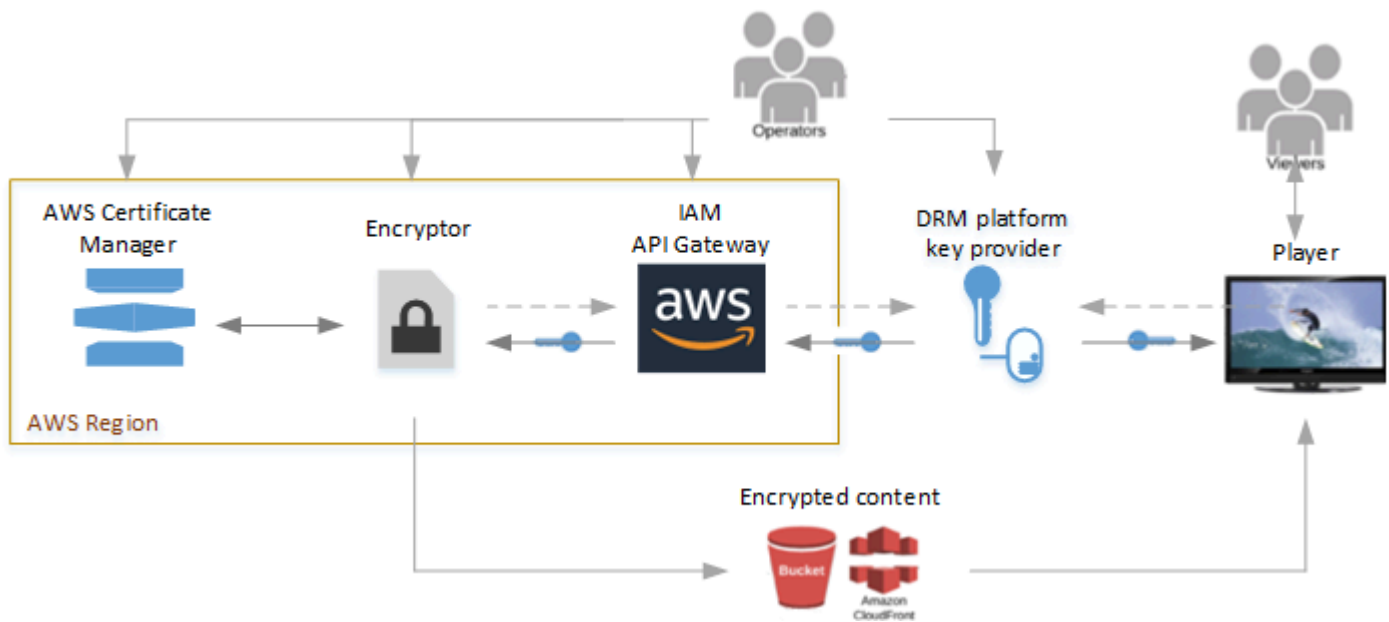 Operators
Viewers
AWS Certificate
Manager
Encryptor
IAM
API Gateway
aws
DRM platform
key provider
Player
AWS Region
Encrypted content
Bucket
Amazon
CloudFront